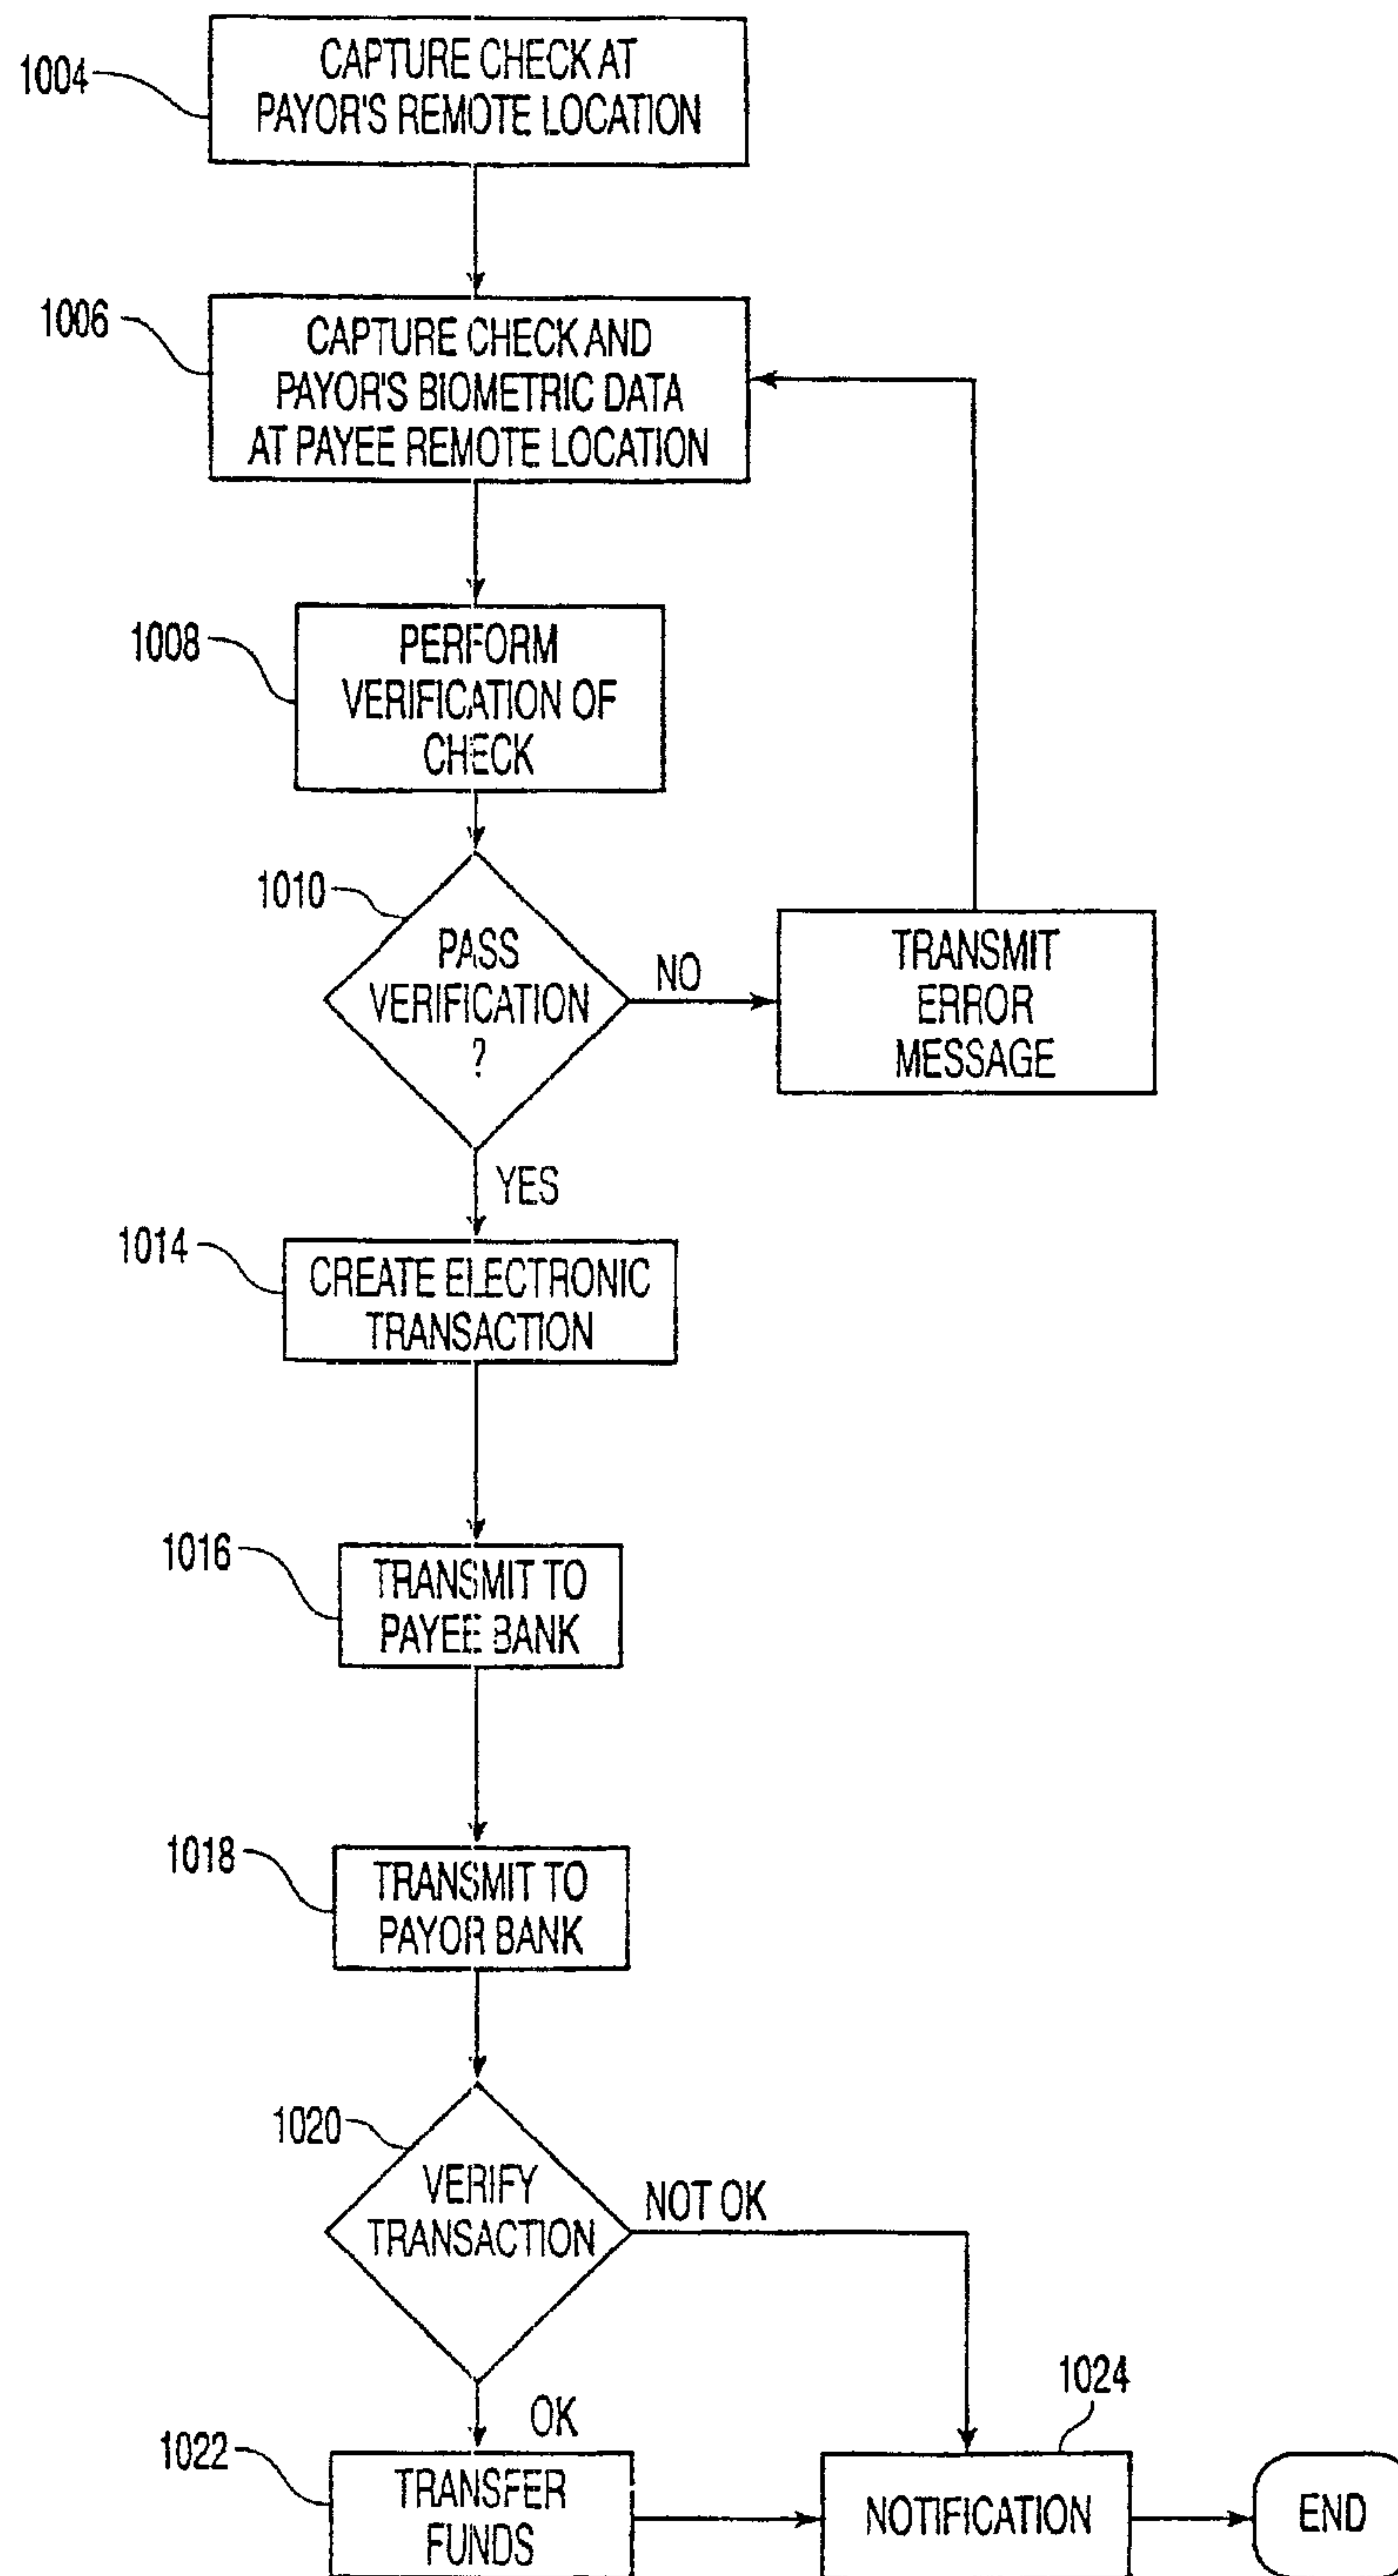 1004
CAPTURE CHECK AT
PAYOR'S REMOTE LOCATION
1006
CAPTURE CHECK AND
PAYOR'S BIOMETRIC DATA
AT PAYEE REMOTE LOCATION
1008
PERFORM
VERIFICATION OF
CHECK
1010
PASS
VERIFICATION
?
NO
TRANSMIT
ERROR
MESSAGE
YES
1014
CREATE ELECTRONIC
TRANSACTION
1016
TRANSMIT TO
PAYEE BANK
1018
TRANSMIT TO
PAYOR BANK
1020
VERIFY
TRANSACTION
NOT OK
OK
1022
TRANSFER
FUNDS
1024
NOTIFICATION
END